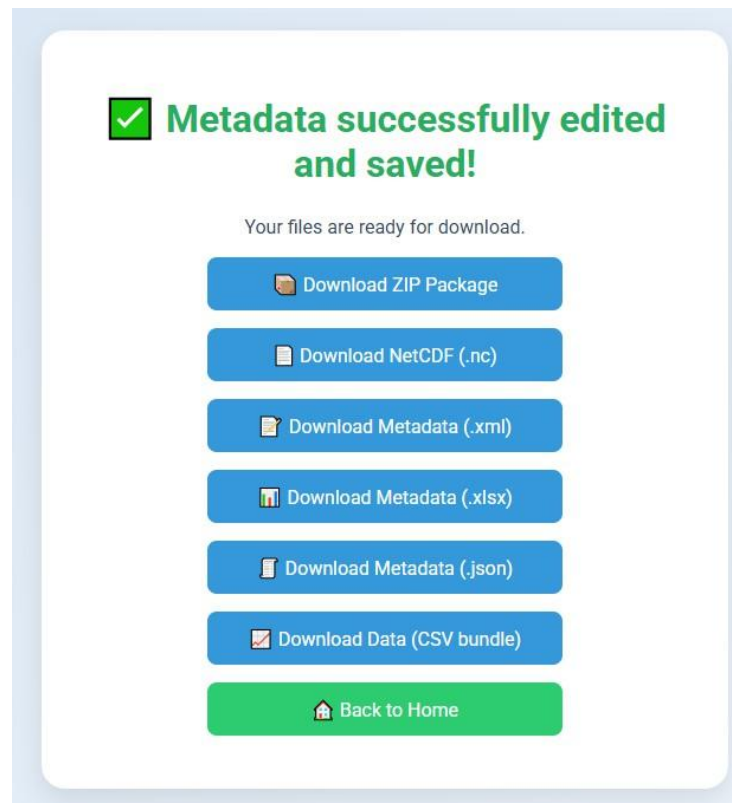 ✅ Metadata successfully edited
and saved!
Your files are ready for download.
📦 Download ZIP Package
📄 Download NetCDF (.nc)
📝 Download Metadata (.xml)
📊 Download Metadata (.xlsx)
🧾 Download Metadata (.json)
📈 Download Data (CSV bundle)
🏠 Back to Home